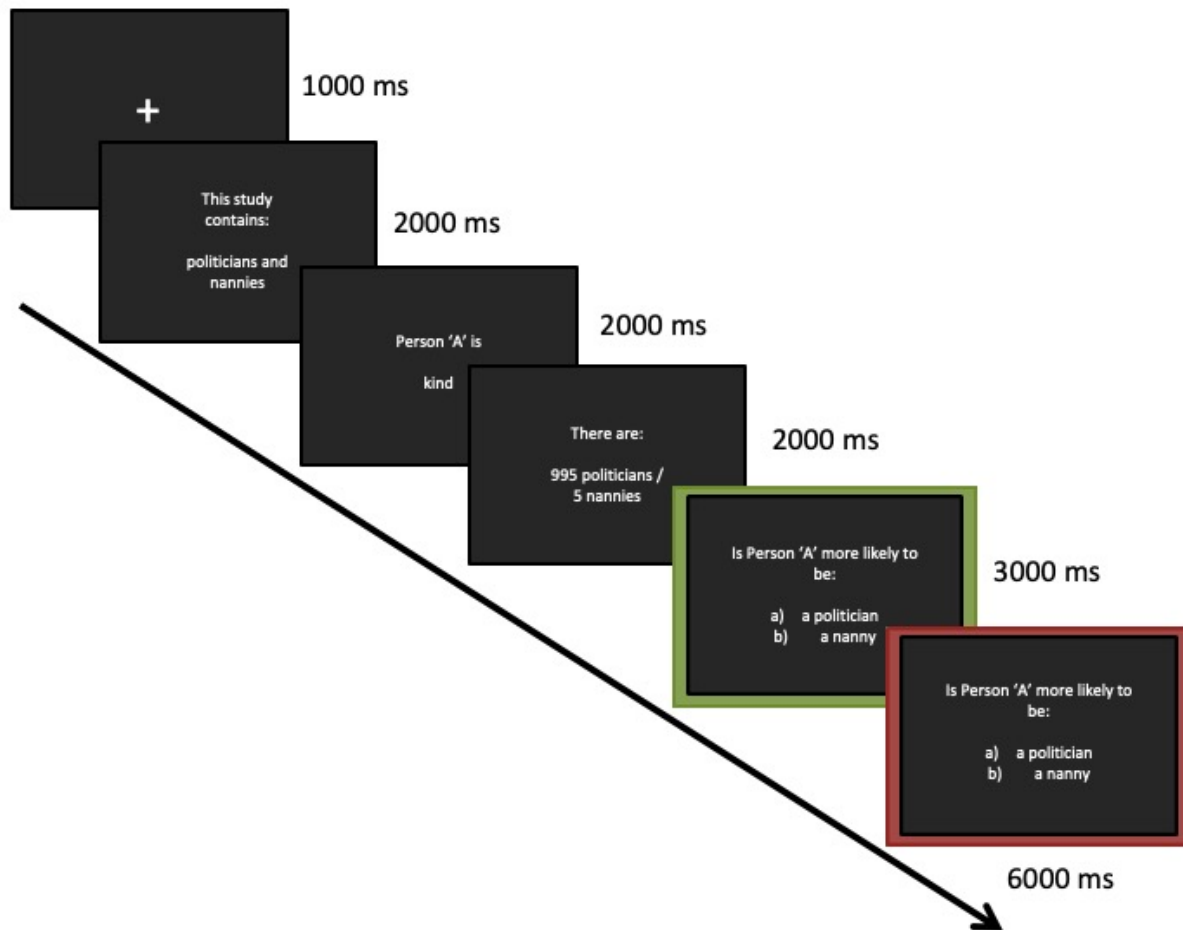 +
1000 ms
This study
contains:
politicians and
nannies
2000 ms
Person ‘A’ is
kind
2000 ms
There are:
995 politicians /
5 nannies
2000 ms
Is Person ‘A’ more likely to
be:
a) a politician
b) a nanny
3000 ms
Is Person ‘A’ more likely to
be:
a) a politician
b) a nanny
6000 ms